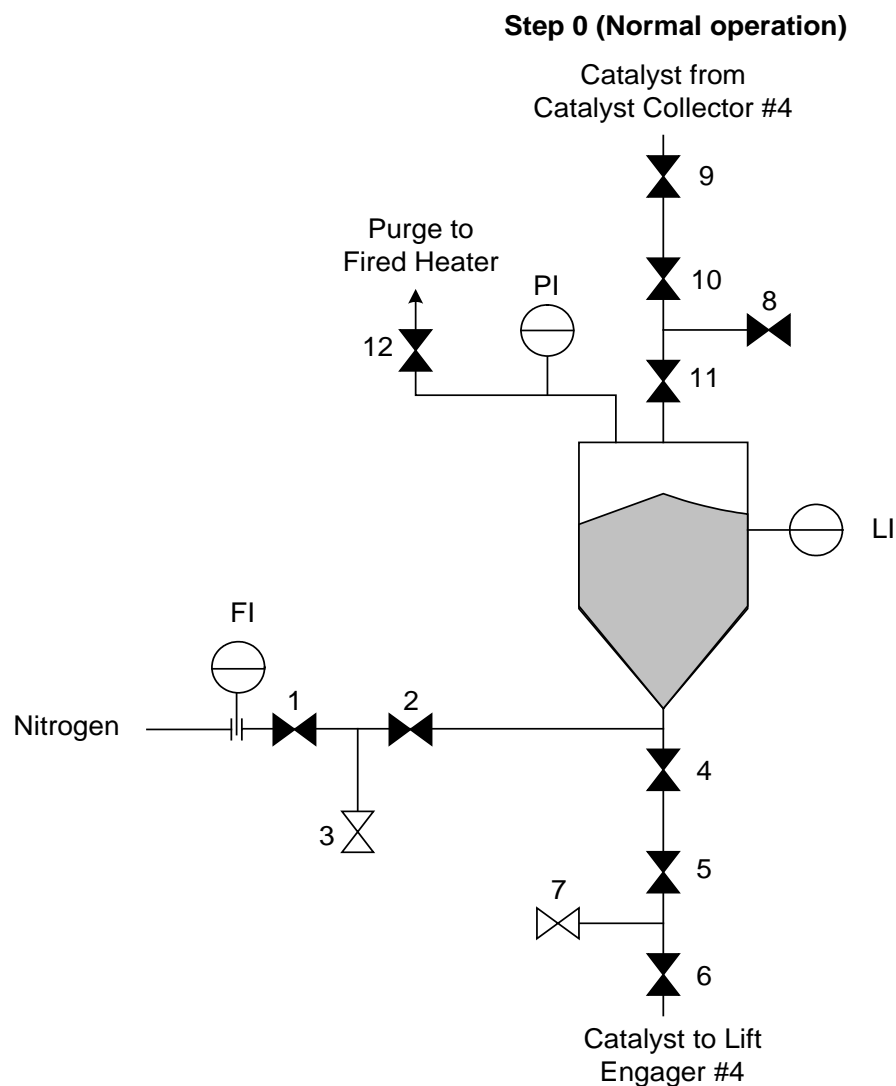 Step 0 (Normal operation)
Catalyst from
Catalyst Collector #4
9
Purge to
Fired Heater
10
PI
8
12
11
LI
FI
1
2
Nitrogen
4
3
5
7
6
Catalyst to Lift
Engager #4